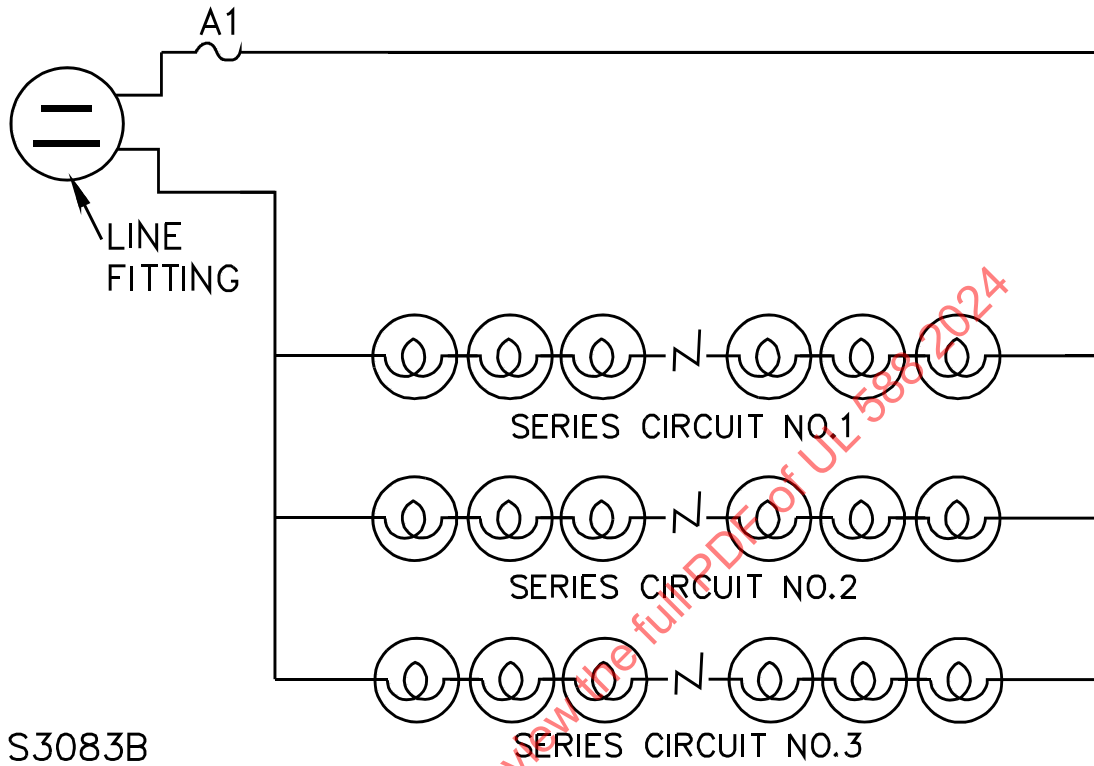 A1
LINE
FITTING
SERIES CIRCUIT NO.1
SERIES CIRCUIT NO.2
SERIES CIRCUIT NO.3
S3083B
view the full PDF of UL 588 2024